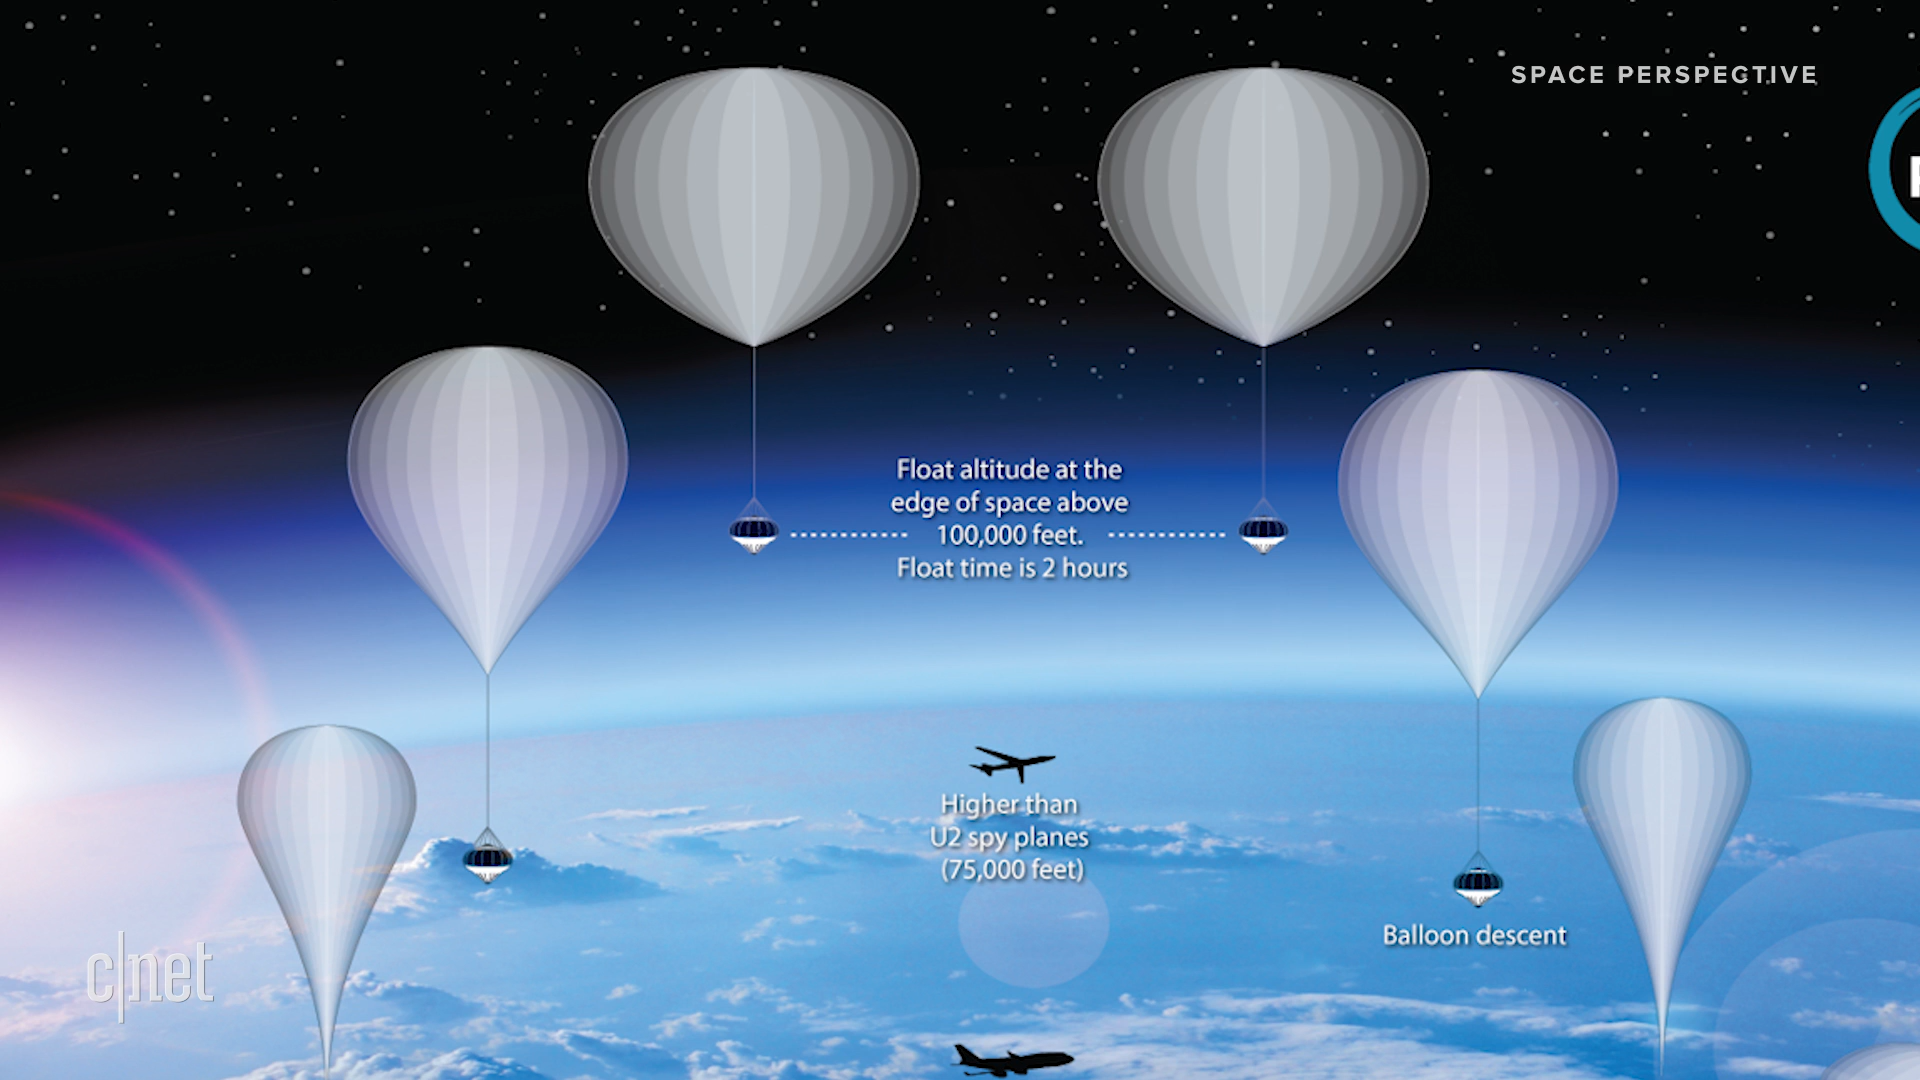 SPACE PERSPECTIVE
Float altitude at the
edge of space above
100,000 feet.
Float time is 2 hours
Higher than
U2 spy planes
(75,000 feet)
Balloon descent
c|net